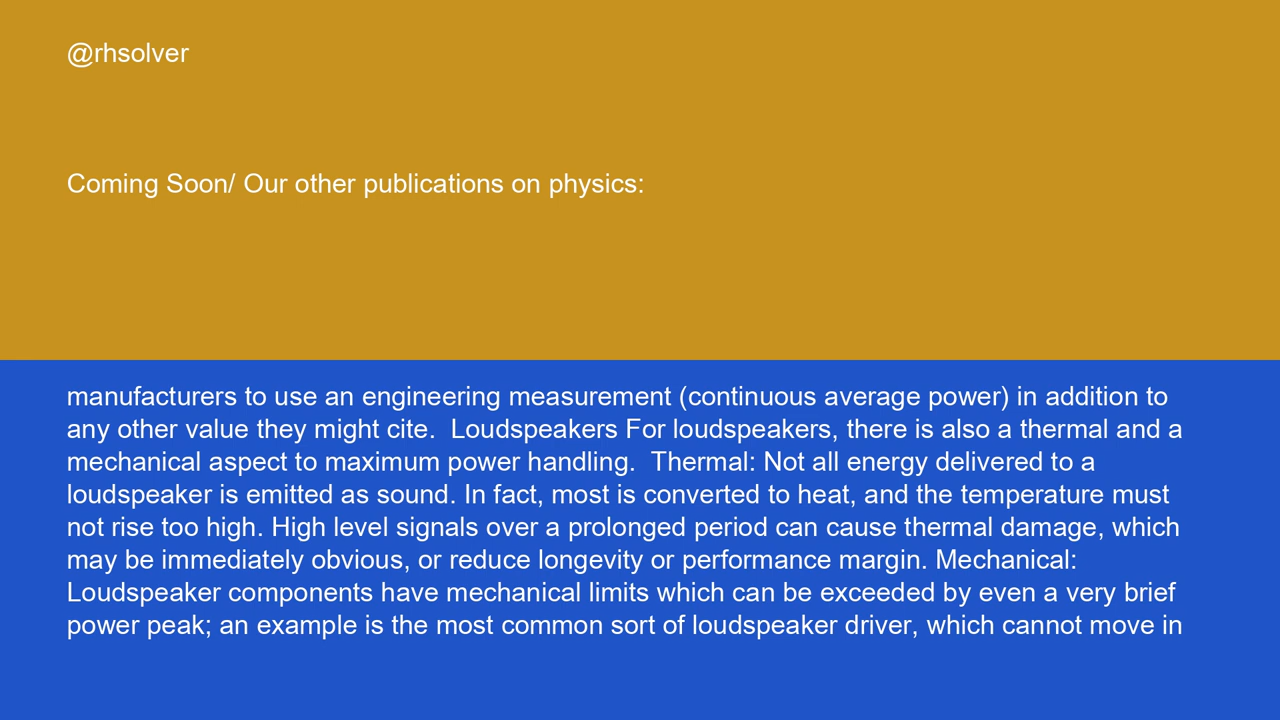 @rhsolver
Coming Soon/ Our other publications on physics:
manufacturers to use an engineering measurement (continuous average power) in addition to
any other value they might cite.  Loudspeakers For loudspeakers, there is also a thermal and a
mechanical aspect to maximum power handling.  Thermal: Not all energy delivered to a
loudspeaker is emitted as sound. In fact, most is converted to heat, and the temperature must
not rise too high. High level signals over a prolonged period can cause thermal damage, which
may be immediately obvious, or reduce longevity or performance margin. Mechanical:
Loudspeaker components have mechanical limits which can be exceeded by even a very brief
power peak; an example is the most common sort of loudspeaker driver, which cannot move in